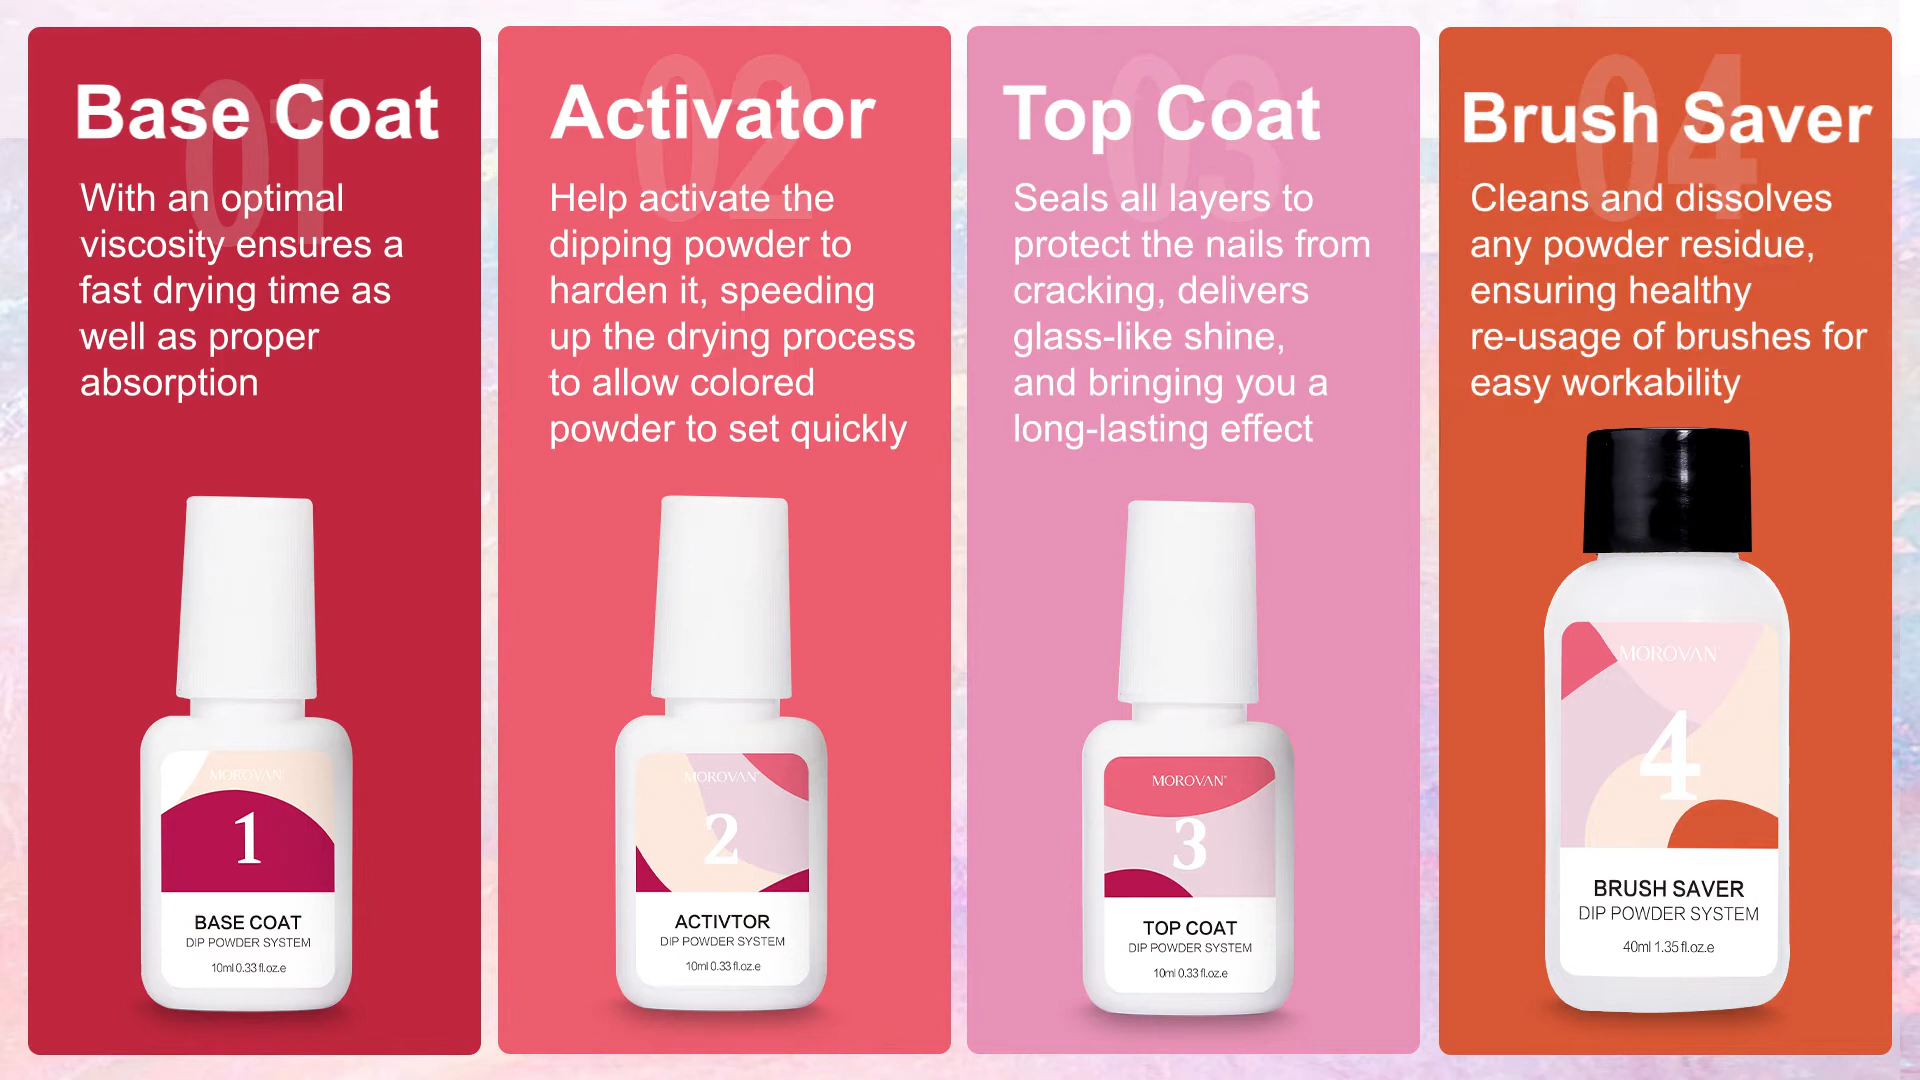 01
Base Coat
With an optimal
viscosity ensures a
fast drying time as
well as proper
absorption
MOROVAN
1
BASE COAT
DIP POWDER SYSTEM
10ml 0.33 fl.oz.e
02
Activator
Help activate the
dipping powder to
harden it, speeding
up the drying process
to allow colored
powder to set quickly
MOROVAN
2
ACTIVTOR
DIP POWDER SYSTEM
10ml 0.33 fl.oz.e
03
Top Coat
Seals all layers to
protect the nails from
cracking, delivers
glass-like shine,
and bringing you a
long-lasting effect
MOROVAN
3
TOP COAT
DIP POWDER SYSTEM
10ml 0.33 fl.oz.e
04
Brush Saver
Cleans and dissolves
any powder residue,
ensuring healthy
re-usage of brushes for
easy workability
MOROVAN
4
BRUSH SAVER
DIP POWDER SYSTEM
40ml 1.35 fl.oz.e